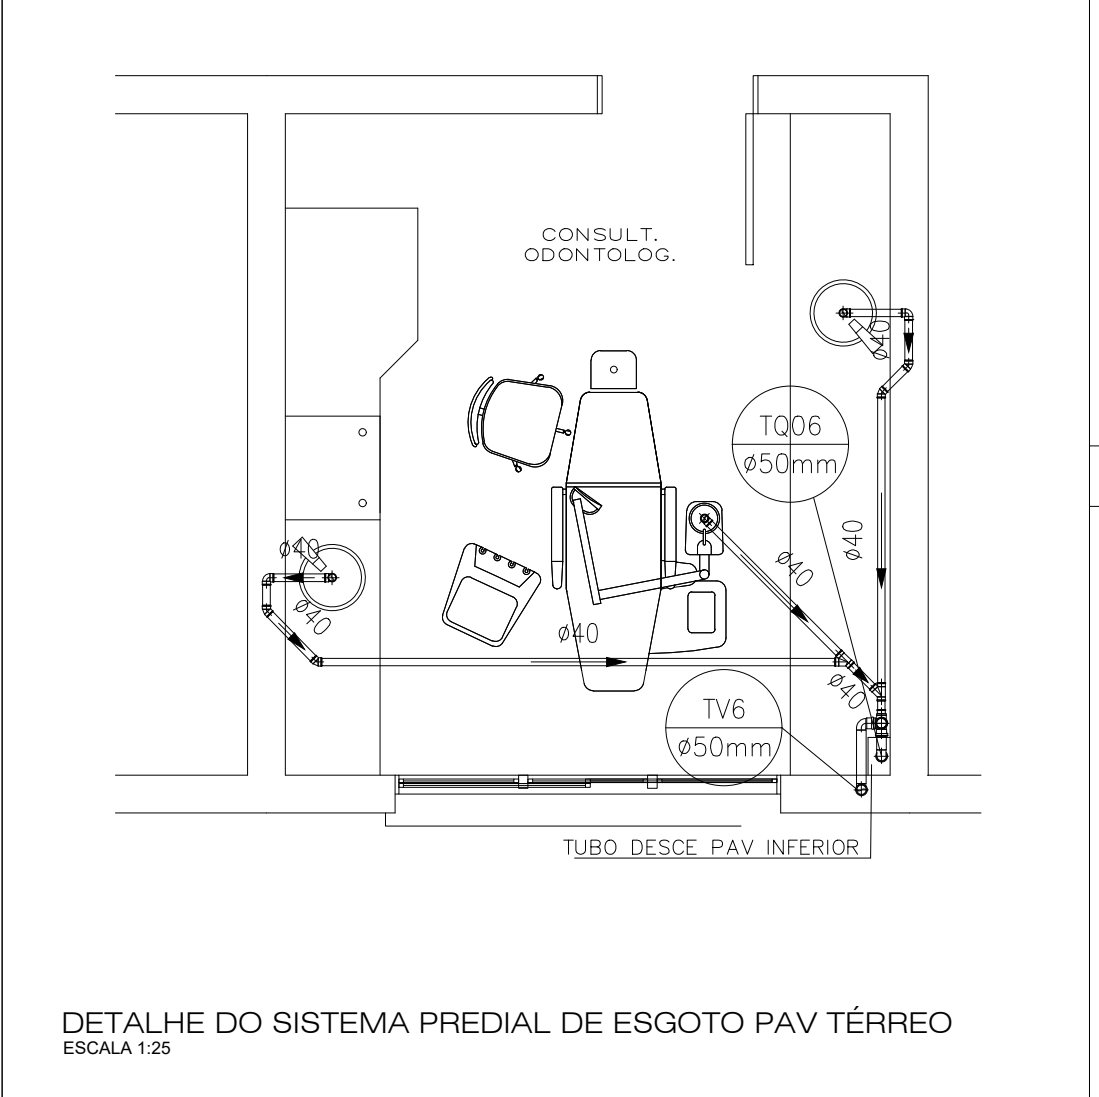 CONSULT.
ODONTOLOG.
ø40
TQ06
ø50mm
ø40
ø40
ø40
ø40
ø40
ø40
TV6
ø50mm
TUBO DESCE PAV INFERIOR
DETALHE DO SISTEMA PREDIAL DE ESGOTO PAV TÉRREO
ESCALA 1:25